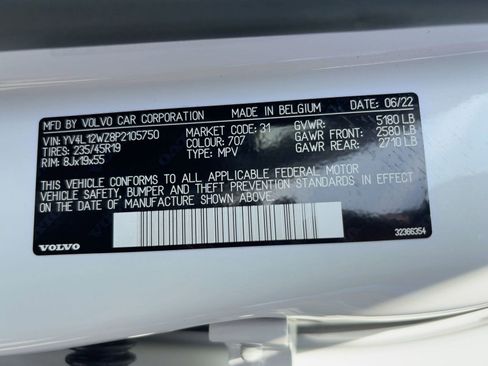 MFD BY VOLVO CAR CORPORATION MADE IN BELGIUM DATE: 06/22
VIN: YV4L12WZ8P2105750 MARKET CODE: 31 GVWR: 5180 LB
TIRES: 235/45R19 COLOUR: 707 GAWR FRONT: 2580 LB
RIM: 8Jx19x55 TYPE: MPV GAWR REAR: 2710 LB
THIS VEHICLE CONFORMS TO ALL APPLICABLE FEDERAL MOTOR
VEHICLE SAFETY, BUMPER AND THEFT PREVENTION STANDARDS IN EFFECT
ON THE DATE OF MANUFACTURE SHOWN ABOVE.
VOLVO 32366354